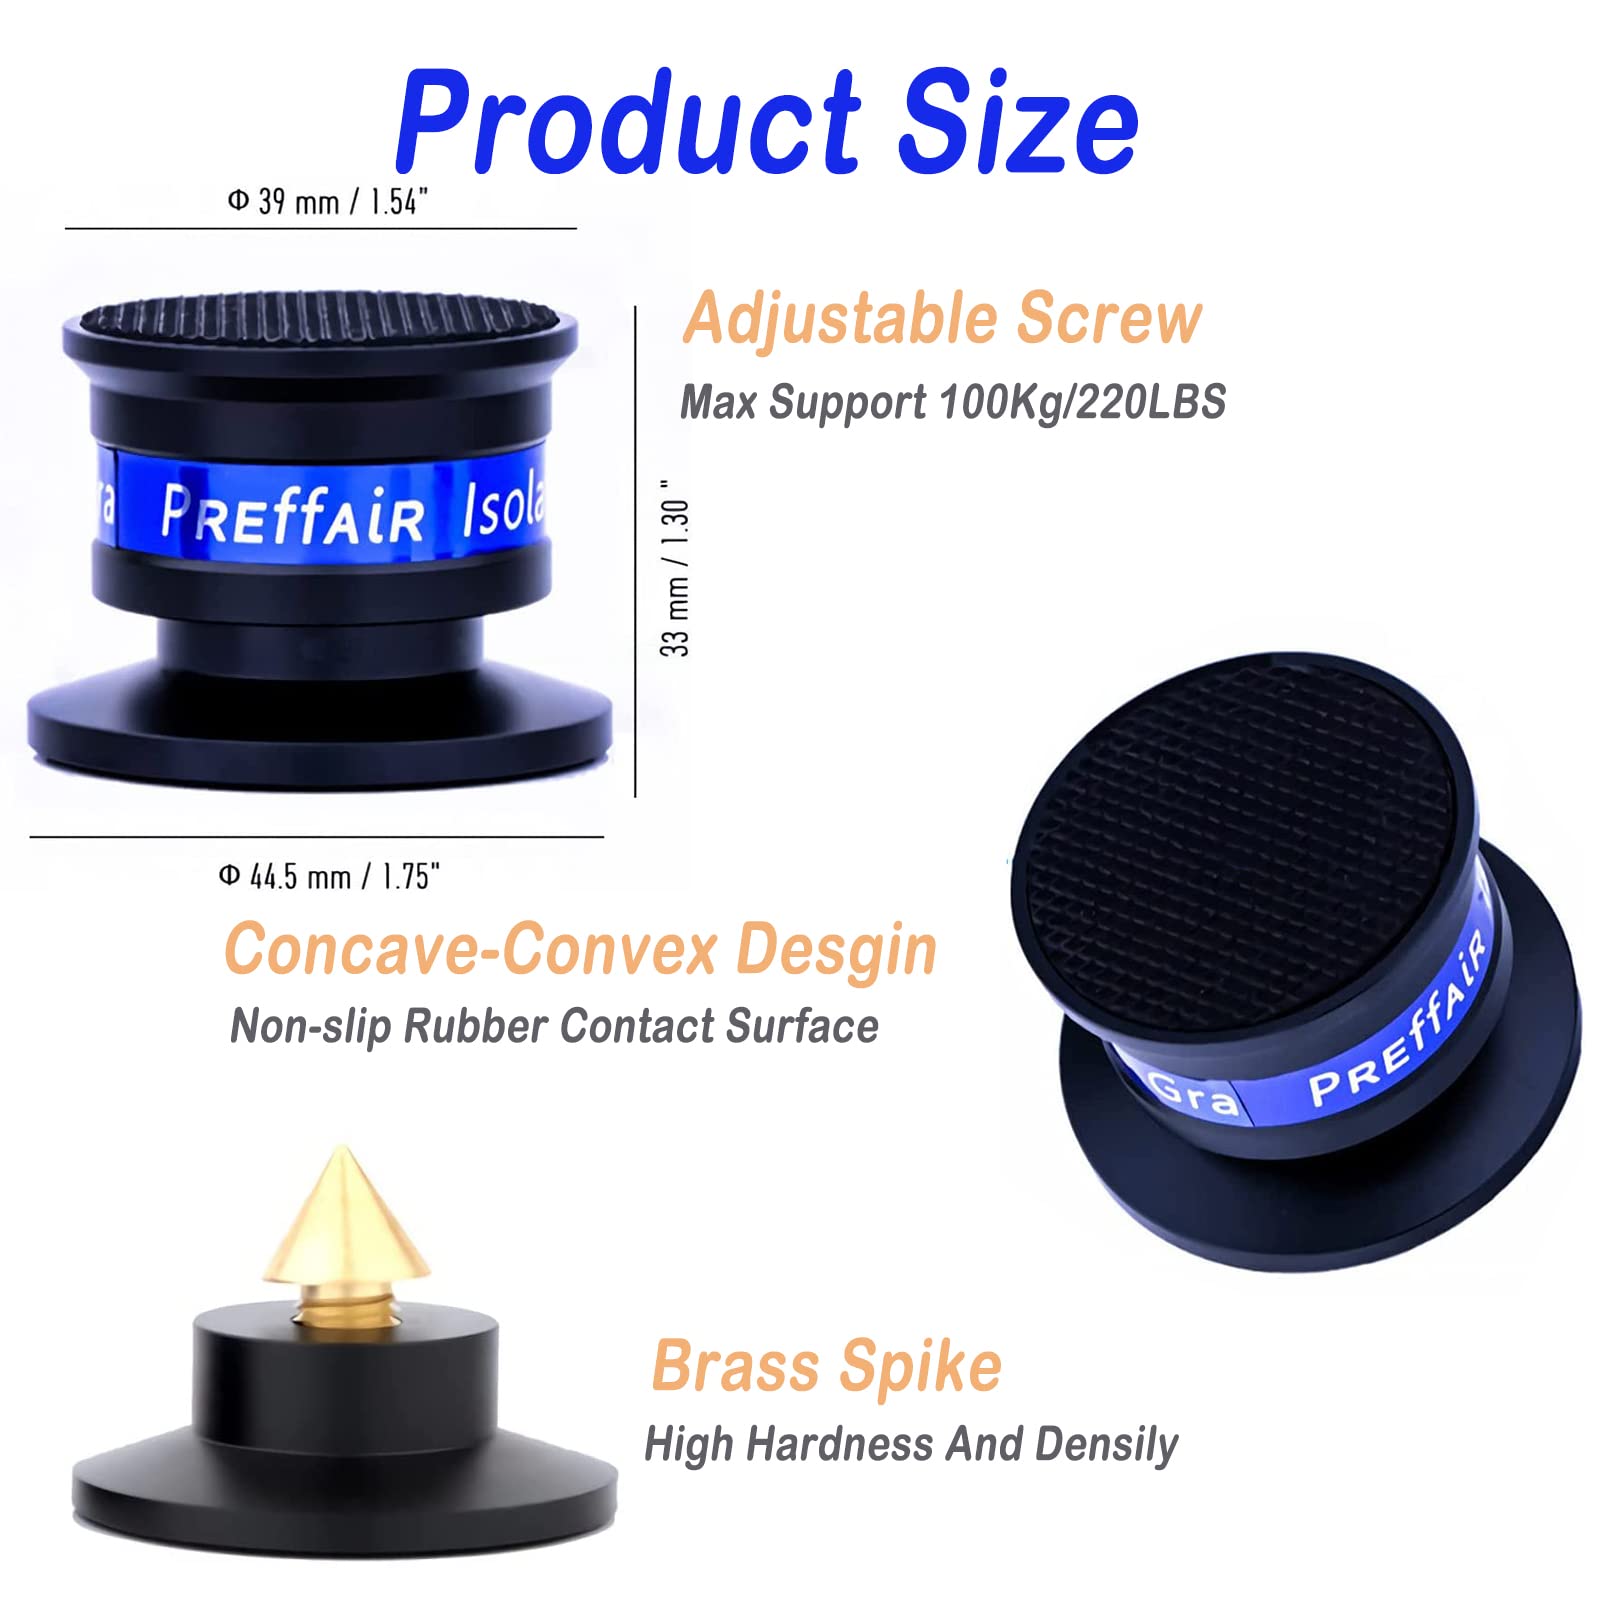 Product Size
Φ 39 mm / 1.54"
Adjustable Screw
Max Support 100Kg/220LBS
ra PREffAiR Isola
33 mm / 1.30 "
Φ 44.5 mm / 1.75"
Concave-Convex Desgin
Non-slip Rubber Contact Surface
Gra PREffAiR
Brass Spike
High Hardness And Densily